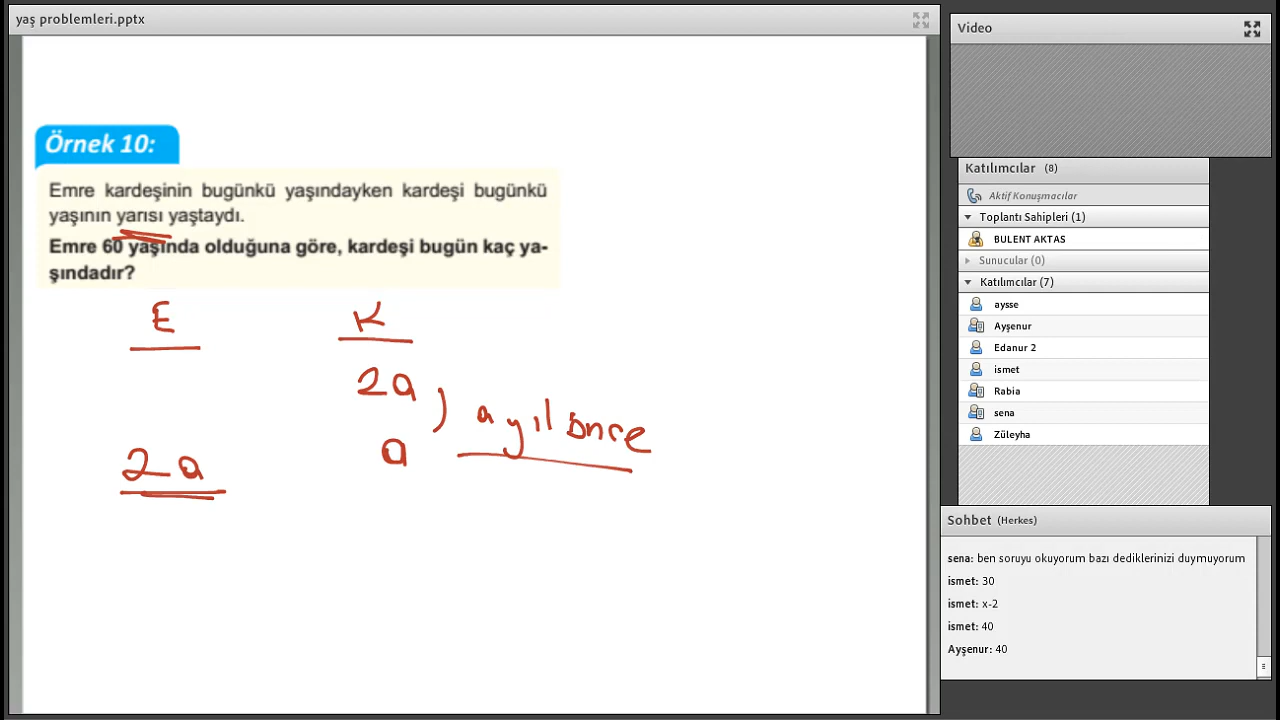 yaş problemleri.pptx
Örnek 10:
Emre kardeşinin bugünkü yaşındayken kardeşi bugünkü
yaşının yarısı yaştaydı.
Emre 60 yaşında olduğuna göre, kardeşi bugün kaç ya-
şındadır?
E K
2a
a yıl önce
a
2a
Video
Katılımcılar (8)
Aktif Konuşmacılar
Toplantı Sahipleri (1)
BULENT AKTAS
Sunucular (0)
Katılımcılar (7)
aysse
Ayşenur
Edanur 2
ismet
Rabia
sena
Züleyha
Sohbet (Herkes)
sena: ben soruyu okuyorum bazı dediklerinizi duymuyorum
ismet: 30
ismet: x-2
ismet: 40
Ayşenur: 40